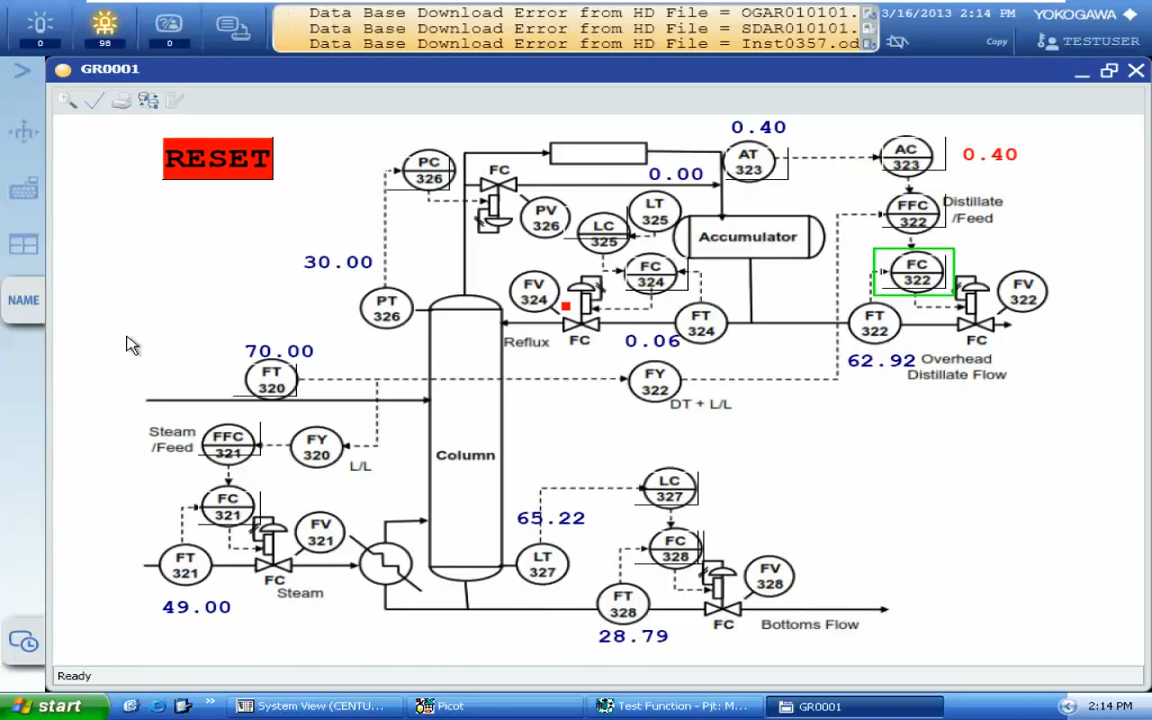 Data Base Download Error from HD File = OGAR010101.
Data Base Download Error from HD File = SDAR010101.
Data Base Download Error from HD File = Inst0357.od
3/16/2013 2:14 PM YOKOGAWA
Copy TESTUSER
0 98 0
GR0001
RESET
0.40
PC 326
FC
AT 323
AC 323
0.40
0.00
PV 326
LT 325
LC 325
FFC 322
Distillate /Feed
Accumulator
30.00
FC 324
FC 322
FV 324
FV 322
PT 326
FT 324
FT 322
NAME
Reflux
FC
0.06
FC
70.00
62.92
Overhead Distillate Flow
FT 320
FY 322
DT + L/L
Steam /Feed
FFC 321
FY 320
L/L
Column
FC 321
LC 327
65.22
FV 321
FC 328
FT 321
LT 327
FV 328
FC
Steam
49.00
FT 328
FC
Bottoms Flow
28.79
Ready
start
System View (CENTU...
Picot
Test Function - Pjt: M...
GR0001
2:14 PM